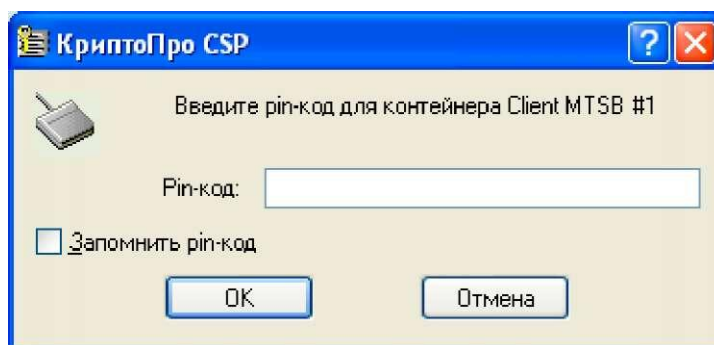 КриптоПро CSP
Введите pin-код для контейнера Client MTSB #1
Pin-код:
Запомнить pin-код
OK Отмена